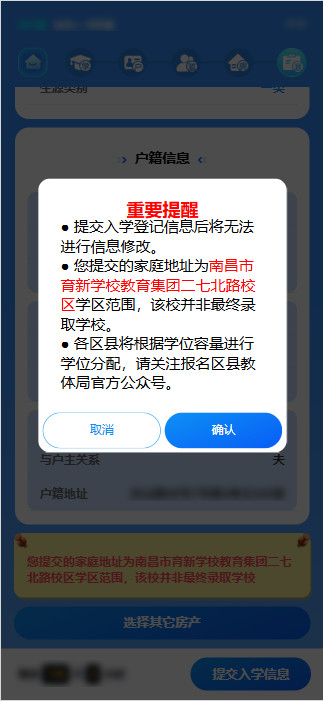 生源类别
一类
户籍信息
重要提醒
● 提交入学登记信息后将无法
进行信息修改。
● 您提交的家庭地址为南昌市
育新学校教育集团二七北路校
区学区范围，该校并非最终录
取学校。
● 各区县将根据学位容量进行
学位分配，请关注报名区县教
体局官方公众号。
取消
确认
与户主关系
夫
户籍地址
您提交的家庭地址为南昌市育新学校教育集团二七
北路校区学区范围，该校并非最终录取学校
选择其它房产
提交入学信息